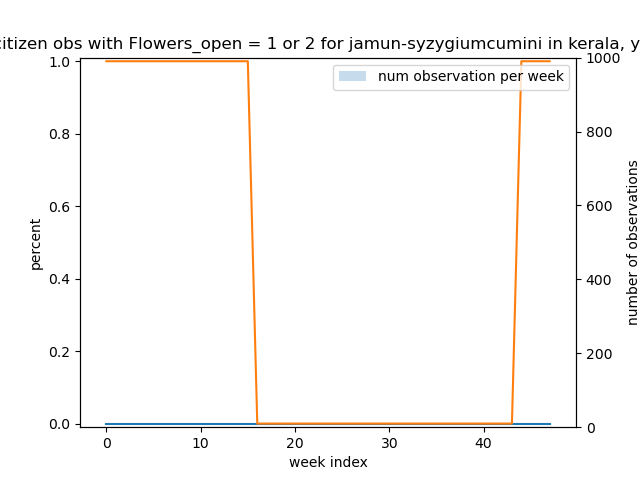 citizen obs with Flowers_open = 1 or 2 for jamun-syzygiumcumini in kerala, y
num observation per week
percent
1.0
0.8
0.6
0.4
0.2
0.0
1000
800
600
400
200
0
number of observations
0 10 20 30 40
week index